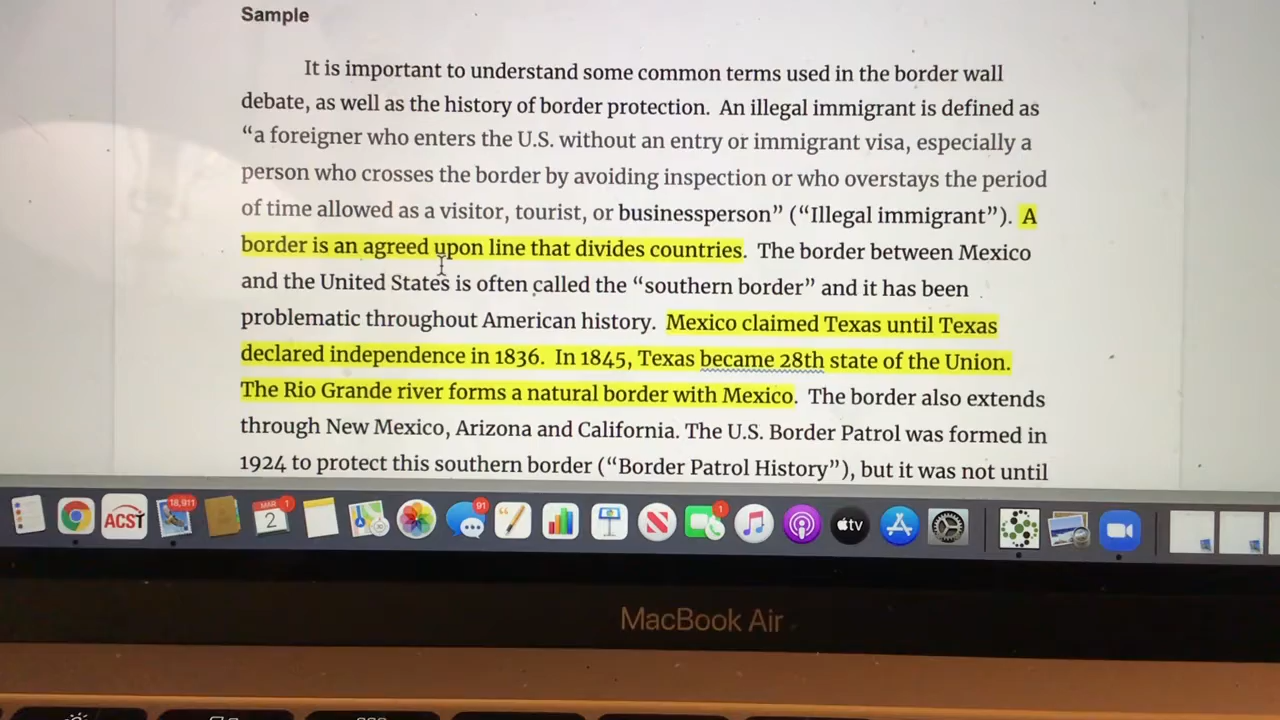 Sample
It is important to understand some common terms used in the border wall
debate, as well as the history of border protection.  An illegal immigrant is defined as
“a foreigner who enters the U.S. without an entry or immigrant visa, especially a
person who crosses the border by avoiding inspection or who overstays the period
of time allowed as a visitor, tourist, or businessperson” (“Illegal immigrant”).  A
border is an agreed upon line that divides countries.  The border between Mexico
and the United States is often called the “southern border” and it has been
problematic throughout American history.  Mexico claimed Texas until Texas
declared independence in 1836.  In 1845, Texas became 28th state of the Union.
The Rio Grande river forms a natural border with Mexico.  The border also extends
through New Mexico, Arizona and California. The U.S. Border Patrol was formed in
1924 to protect this southern border (“Border Patrol History”), but it was not until
ACST
18,911
MAR
2
1
91
1
tv
MacBook Air